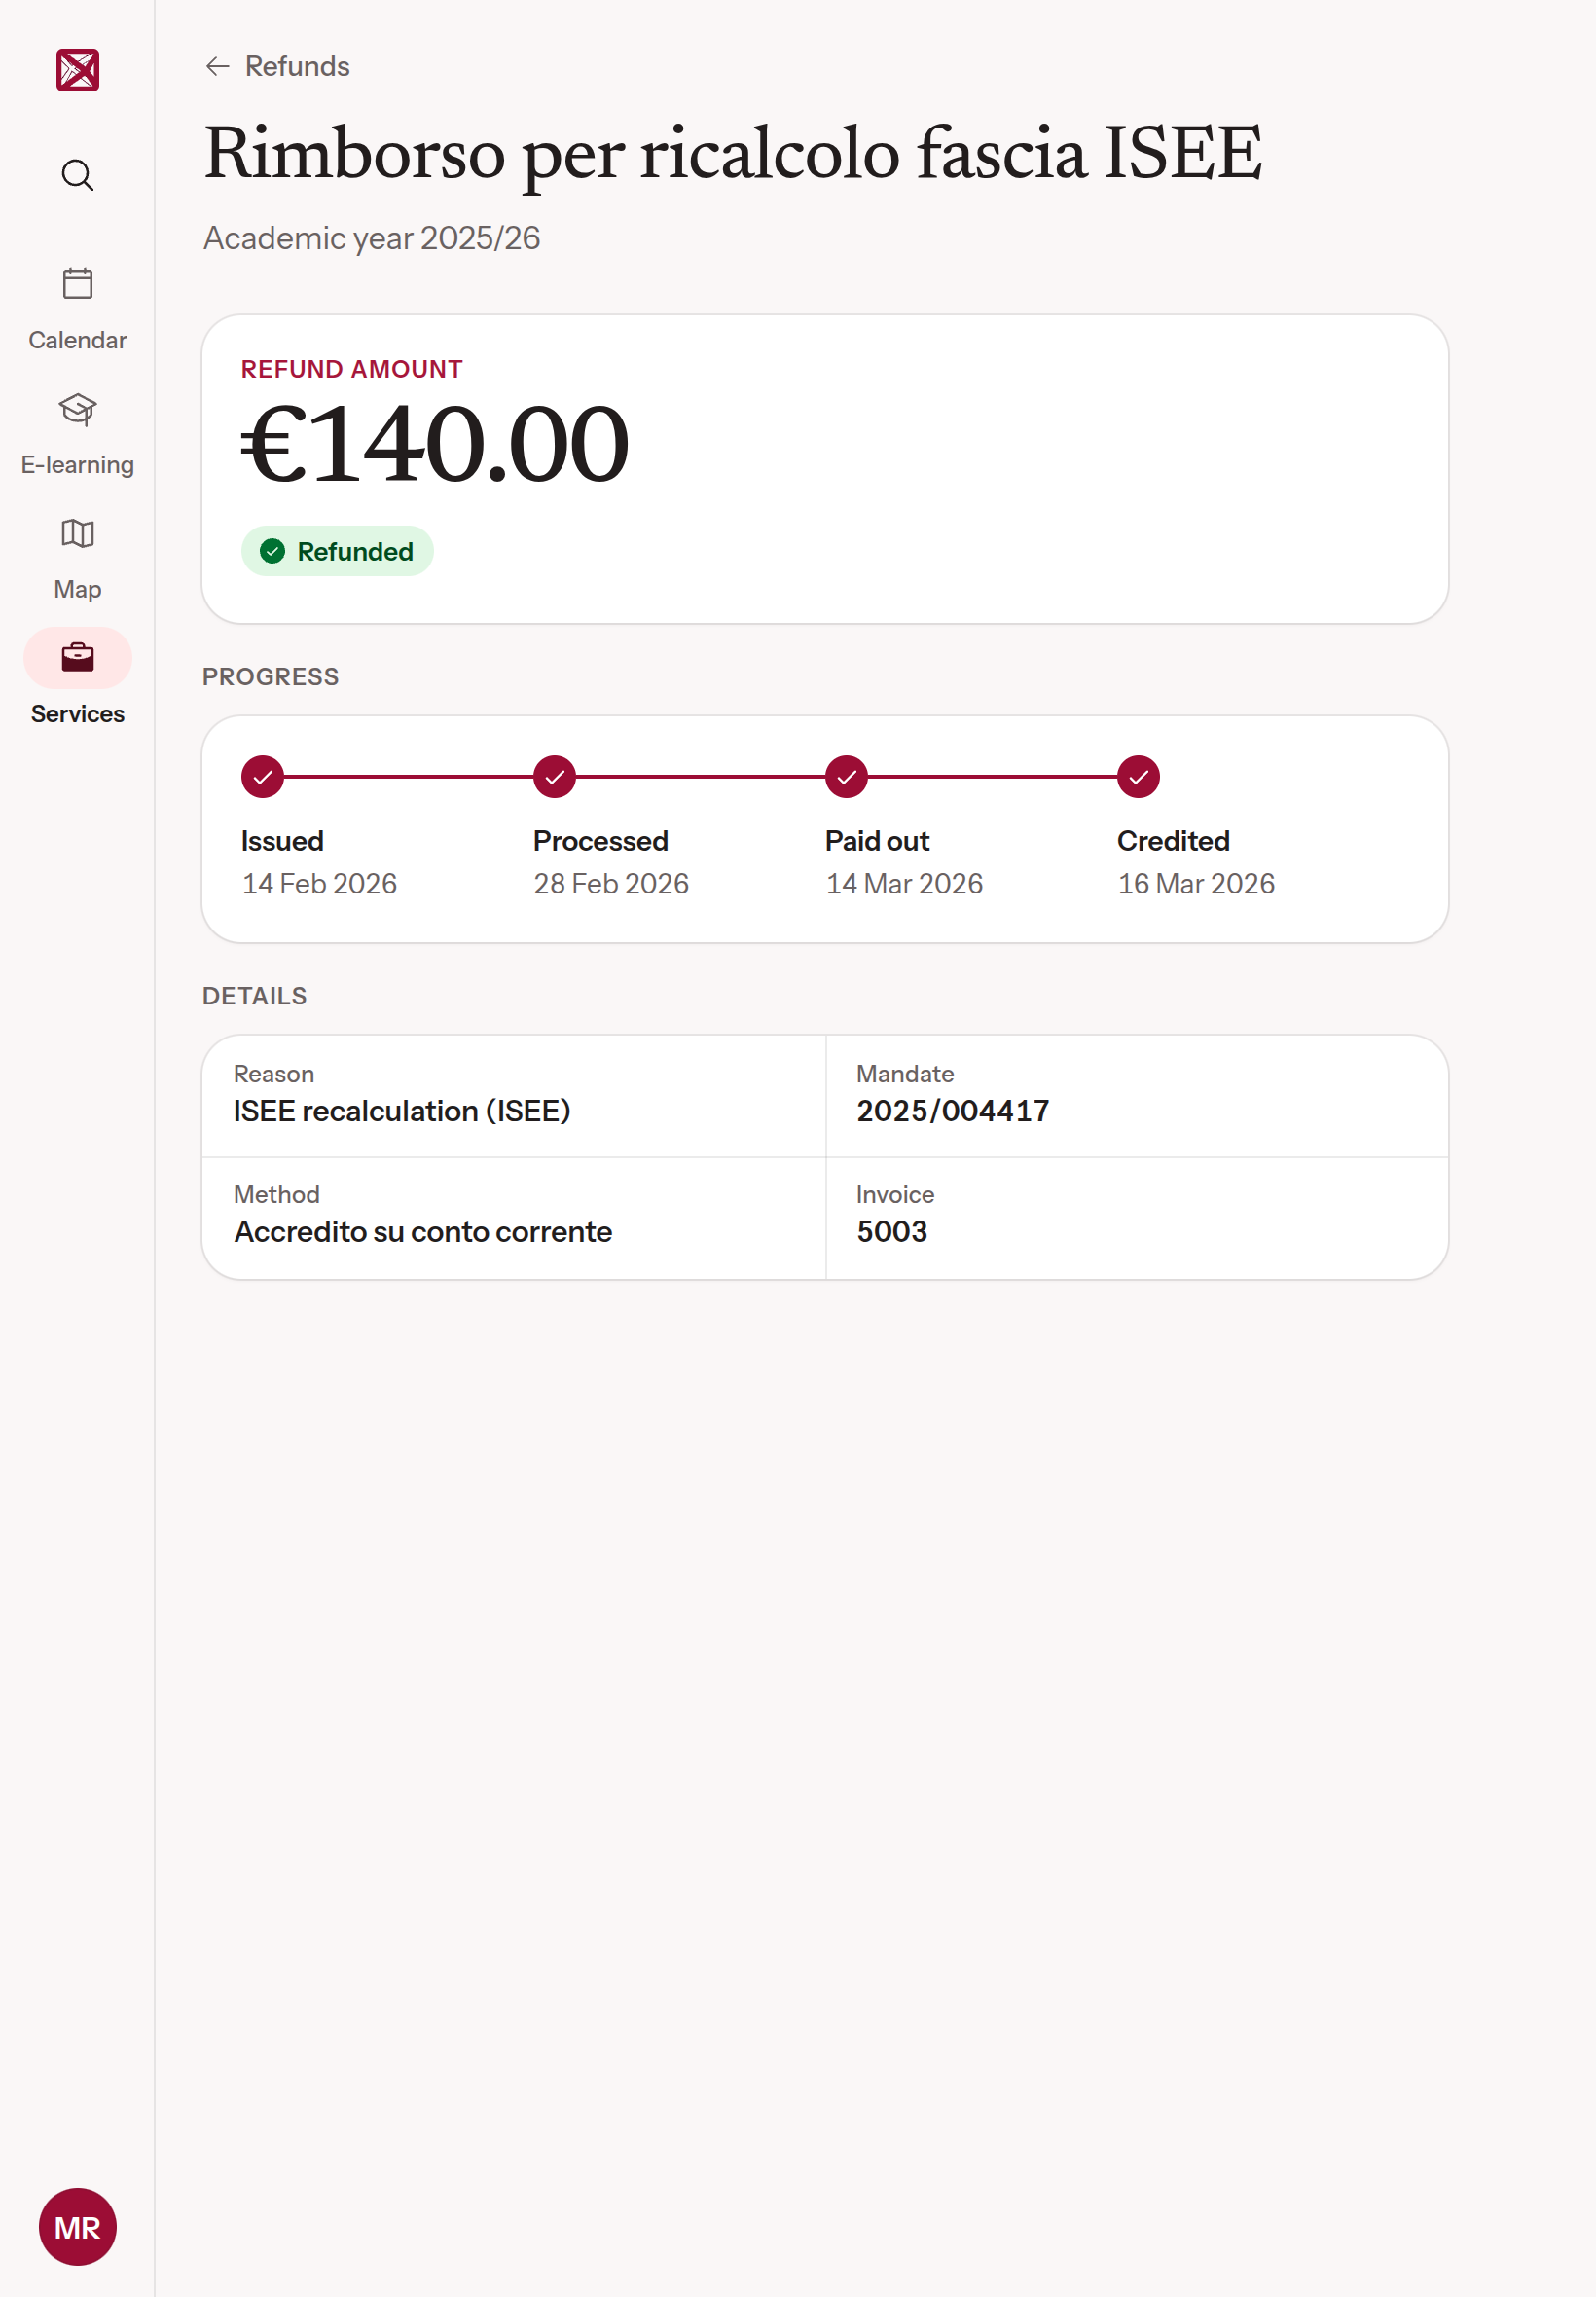 Refunds
Rimborso per ricalcolo fascia ISEE
Academic year 2025/26
Calendar
E-learning
Map
Services
REFUND AMOUNT
€140.00
Refunded
PROGRESS
Issued
14 Feb 2026
Processed
28 Feb 2026
Paid out
14 Mar 2026
Credited
16 Mar 2026
DETAILS
Reason
ISEE recalculation (ISEE)
Mandate
2025/004417
Method
Accredito su conto corrente
Invoice
5003
MR